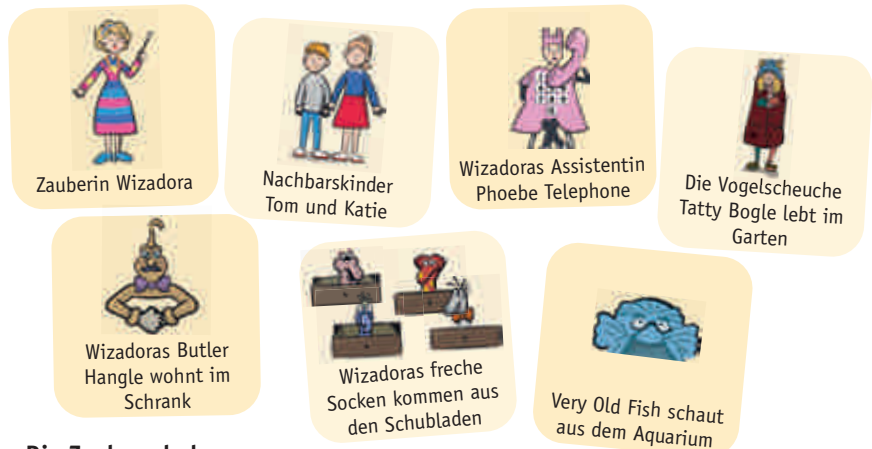 Zauberin Wizadora
Nachbarskinder
Tom und Katie
Wizadoras Assistentin
Phoebe Telephone
Die Vogelscheuche
Tatty Bogle lebt im
Garten
Wizadoras Butler
Hangle wohnt im
Schrank
Wizadoras freche
Socken kommen aus
den Schubladen
Very Old Fish schaut
aus dem Aquarium